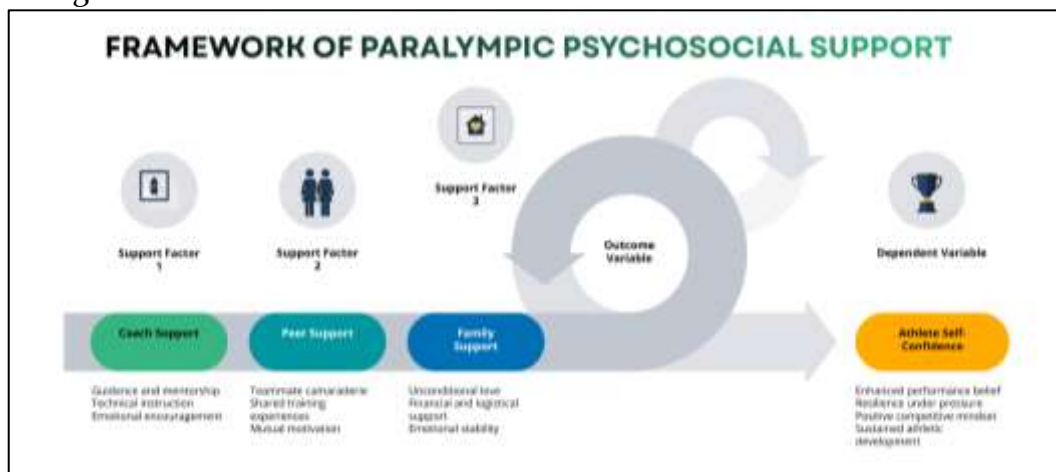 FRAMEWORK OF PARALYMPIC PSYCHOSOCIAL SUPPORT
Support Factor
1
Support Factor
2
Support Factor
3
Outcome
Variable
Dependent Variable
Coach Support
Guidance and mentorship
Technical instruction
Emotional encouragement
Peer Support
Teammate camaraderie
Shared training
experiences
Mutual motivation
Family
Support
Unconditional love
Financial and logistical
support
Emotional stability
Athlete Self-
Confidence
Enhanced performance belief
Resilience under pressure
Positive competitive mindset
Sustained athletic
development